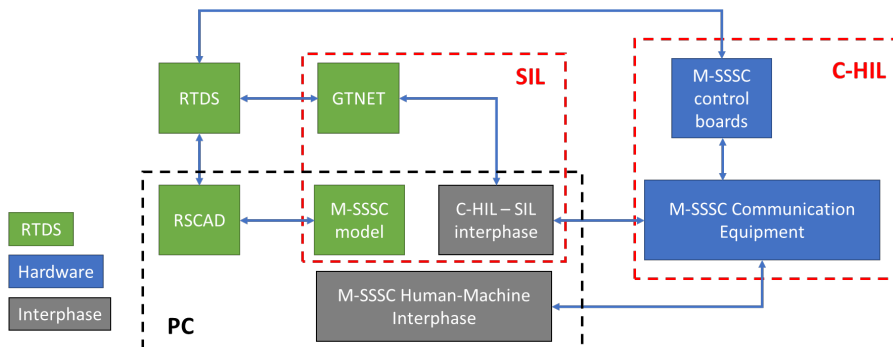 SIL
C-HIL
RTDS
GTNET
M-SSSC
control
boards
RSCAD
M-SSSC
model
C-HIL – SIL
interphase
M-SSSC Communication
Equipment
RTDS
Hardware
Interphase
M-SSSC Human-Machine
Interphase
PC